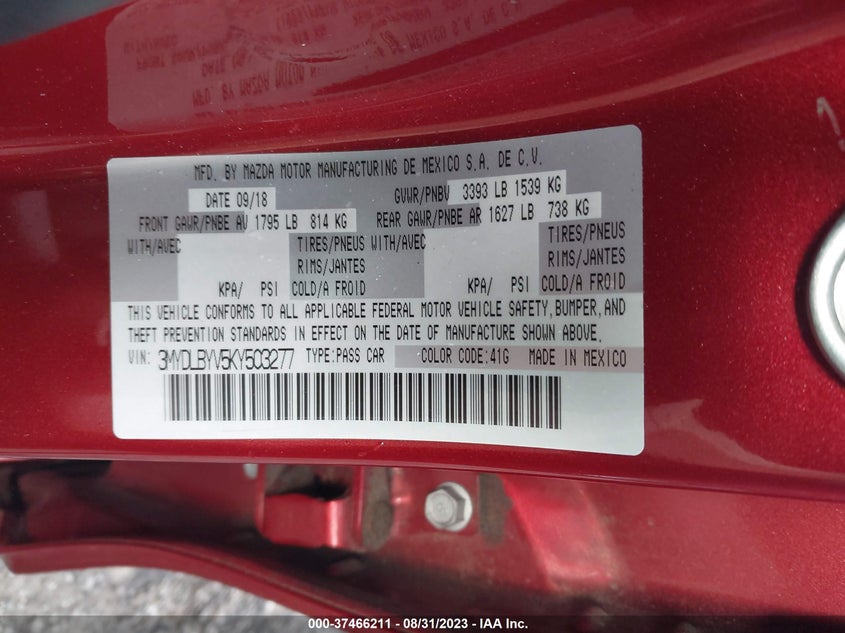 MFD. BY MAZDA MOTOR MANUFACTURING DE MEXICO S.A. DE C.V.
DATE 09/18 GVWR/PNBV 3393 LB 1539 KG
FRONT GAWR/PNBE AV 1795 LB 814 KG REAR GAWR/PNBE AR 1627 LB 738 KG
WITH/AVEC TIRES/PNEUS WITH/AVEC TIRES/PNEUS
RIMS/JANTES RIMS/JANTES
KPA/ PSI COLD/A FROID KPA/ PSI COLD/A FROID
THIS VEHICLE CONFORMS TO ALL APPLICABLE FEDERAL MOTOR VEHICLE SAFETY, BUMPER, AND
THEFT PREVENTION STANDARDS IN EFFECT ON THE DATE OF MANUFACTURE SHOWN ABOVE.
VIN: 3MYDLBYV5KY503277 TYPE:PASS CAR COLOR CODE:41G MADE IN MEXICO
000-37466211 - 08/31/2023 - IAA Inc.